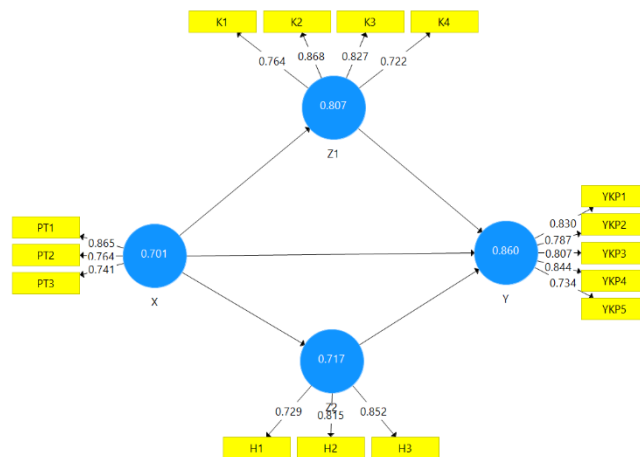 K1 K2 K3 K4
0.764 0.868 0.827 0.722
0.807
Z1
PT1
PT2
PT3
0.865
0.764
0.741
0.701
X
0.860
Y
0.830
0.787
0.807
0.844
0.734
YKP1
YKP2
YKP3
YKP4
YKP5
0.717
Z2
0.729 0.815 0.852
H1 H2 H3